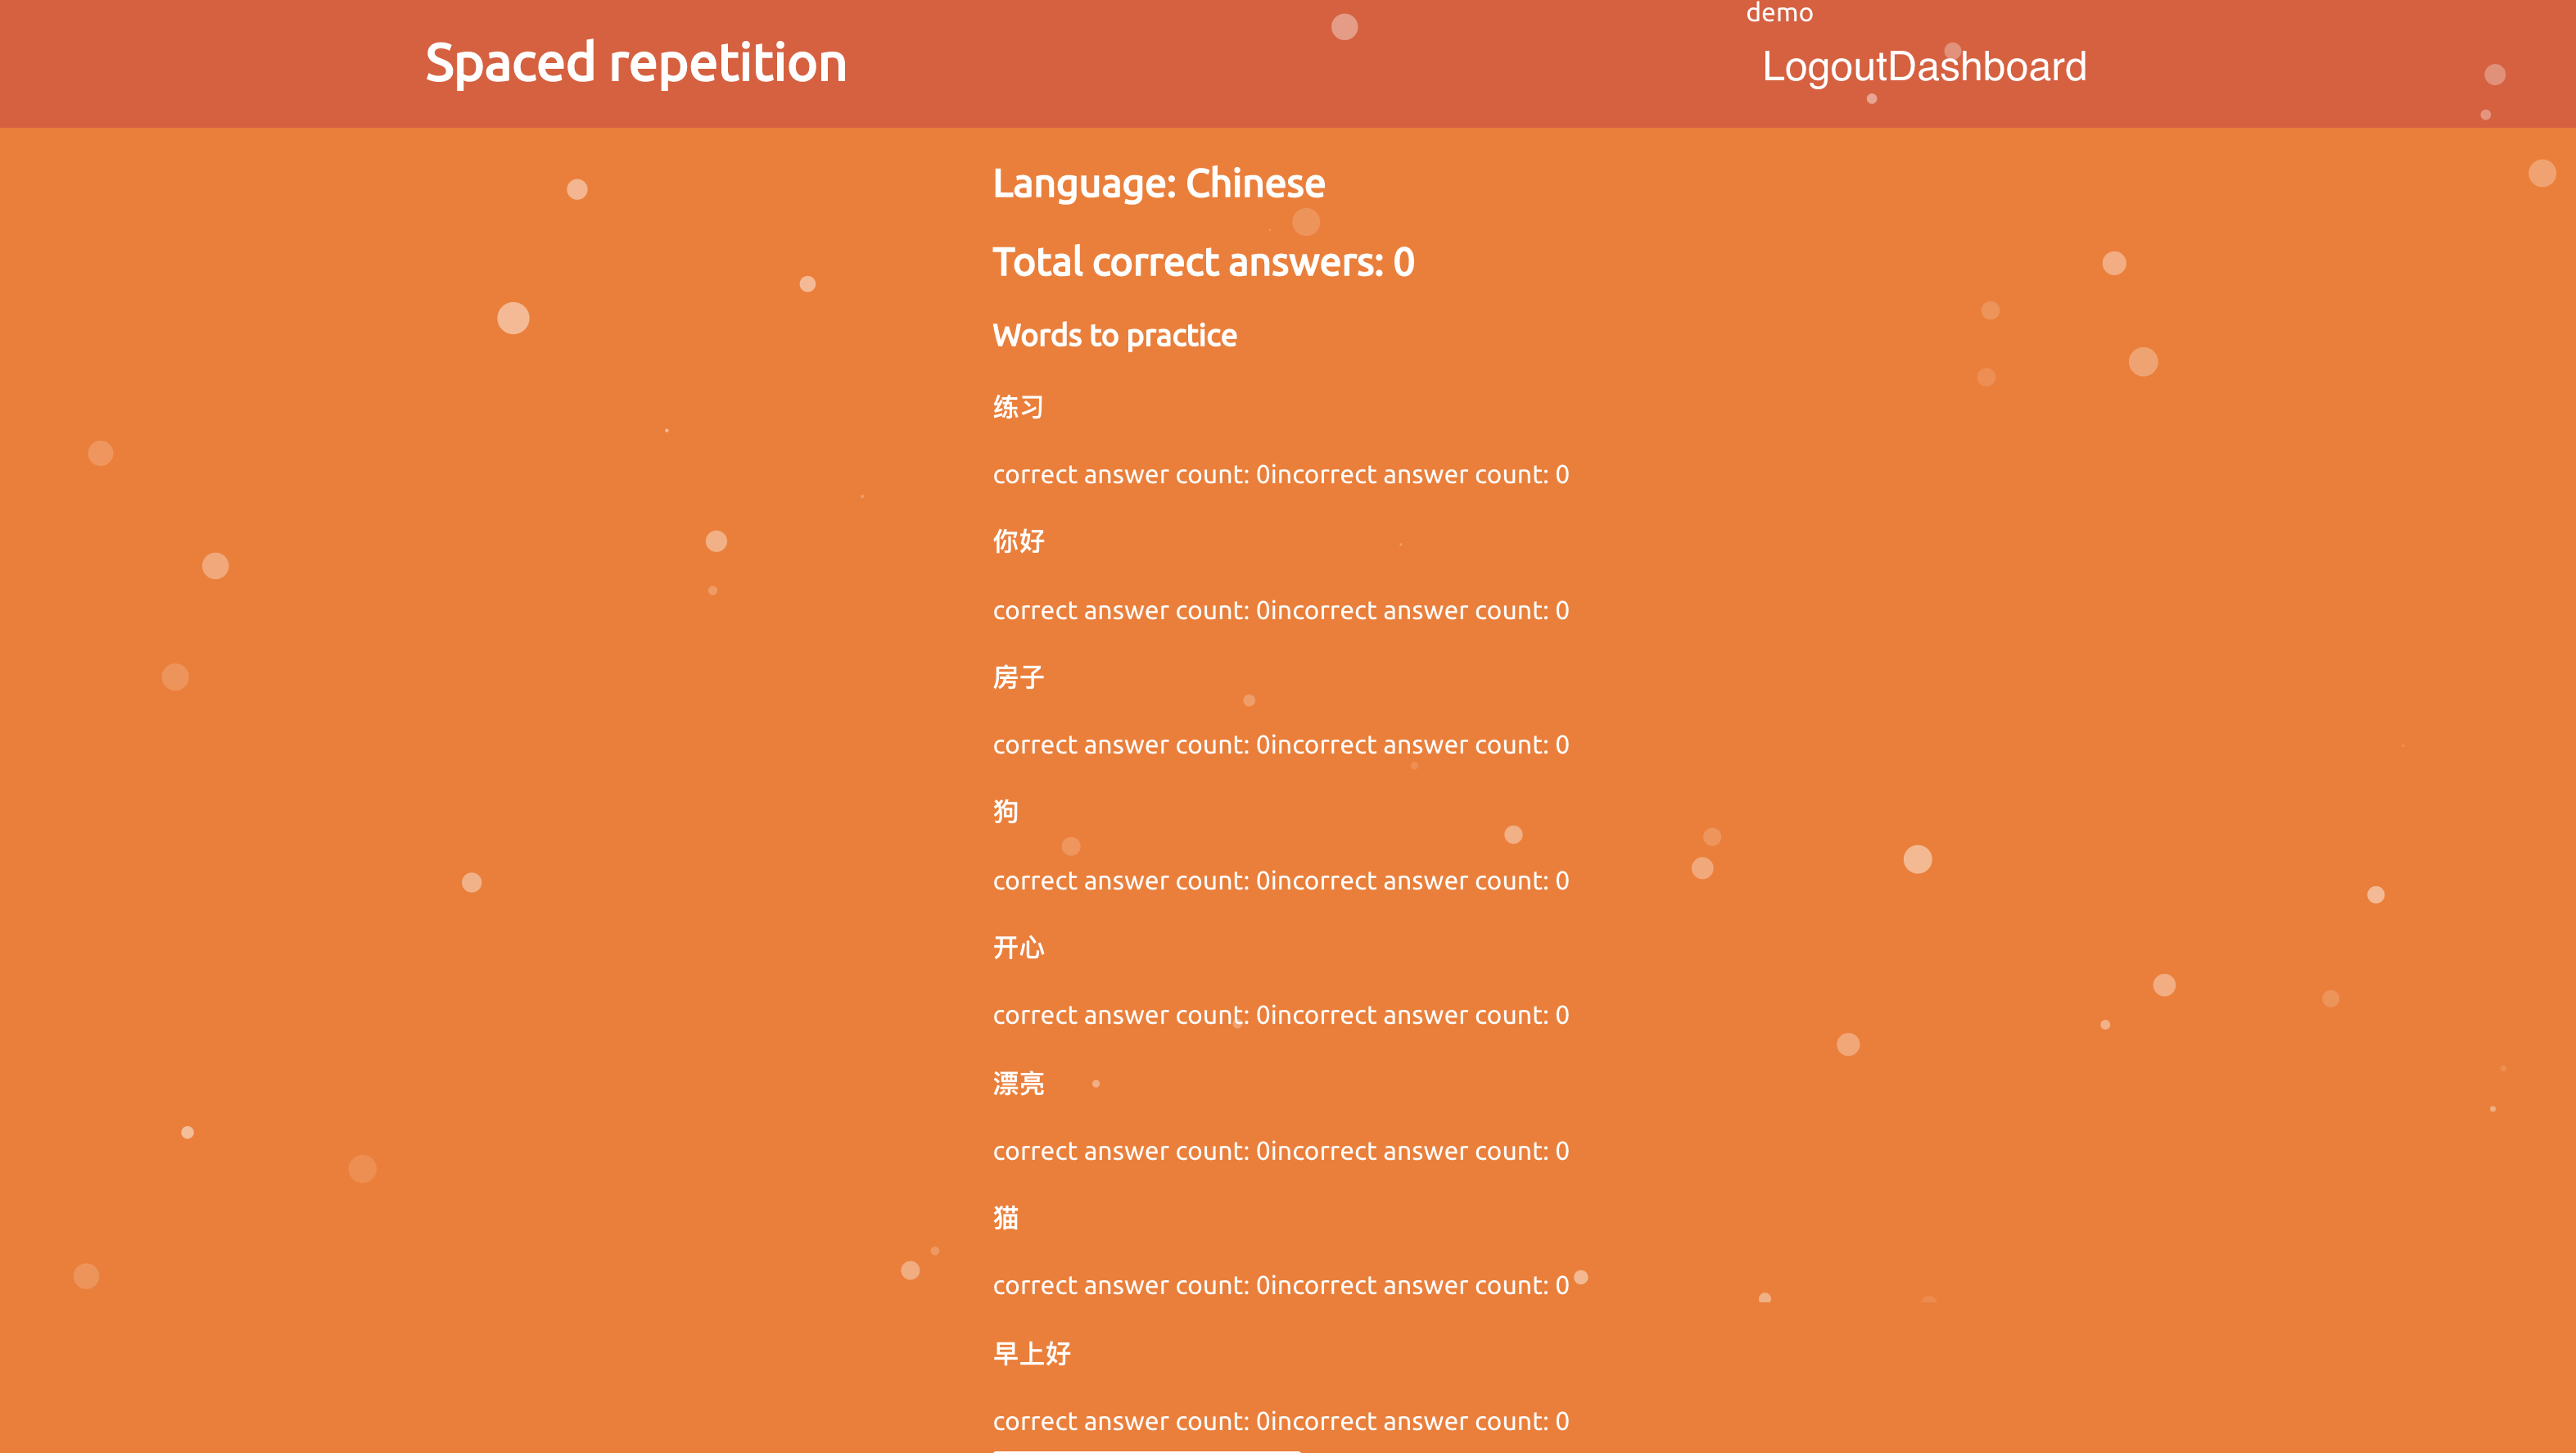 demo
Spaced repetition
LogoutDashboard
Language: Chinese
Total correct answers: 0
Words to practice
练习
correct answer count: 0incorrect answer count: 0
你好
correct answer count: 0incorrect answer count: 0
房子
correct answer count: 0incorrect answer count: 0
狗
correct answer count: 0incorrect answer count: 0
开心
correct answer count: 0incorrect answer count: 0
漂亮
correct answer count: 0incorrect answer count: 0
猫
correct answer count: 0incorrect answer count: 0
早上好
correct answer count: 0incorrect answer count: 0